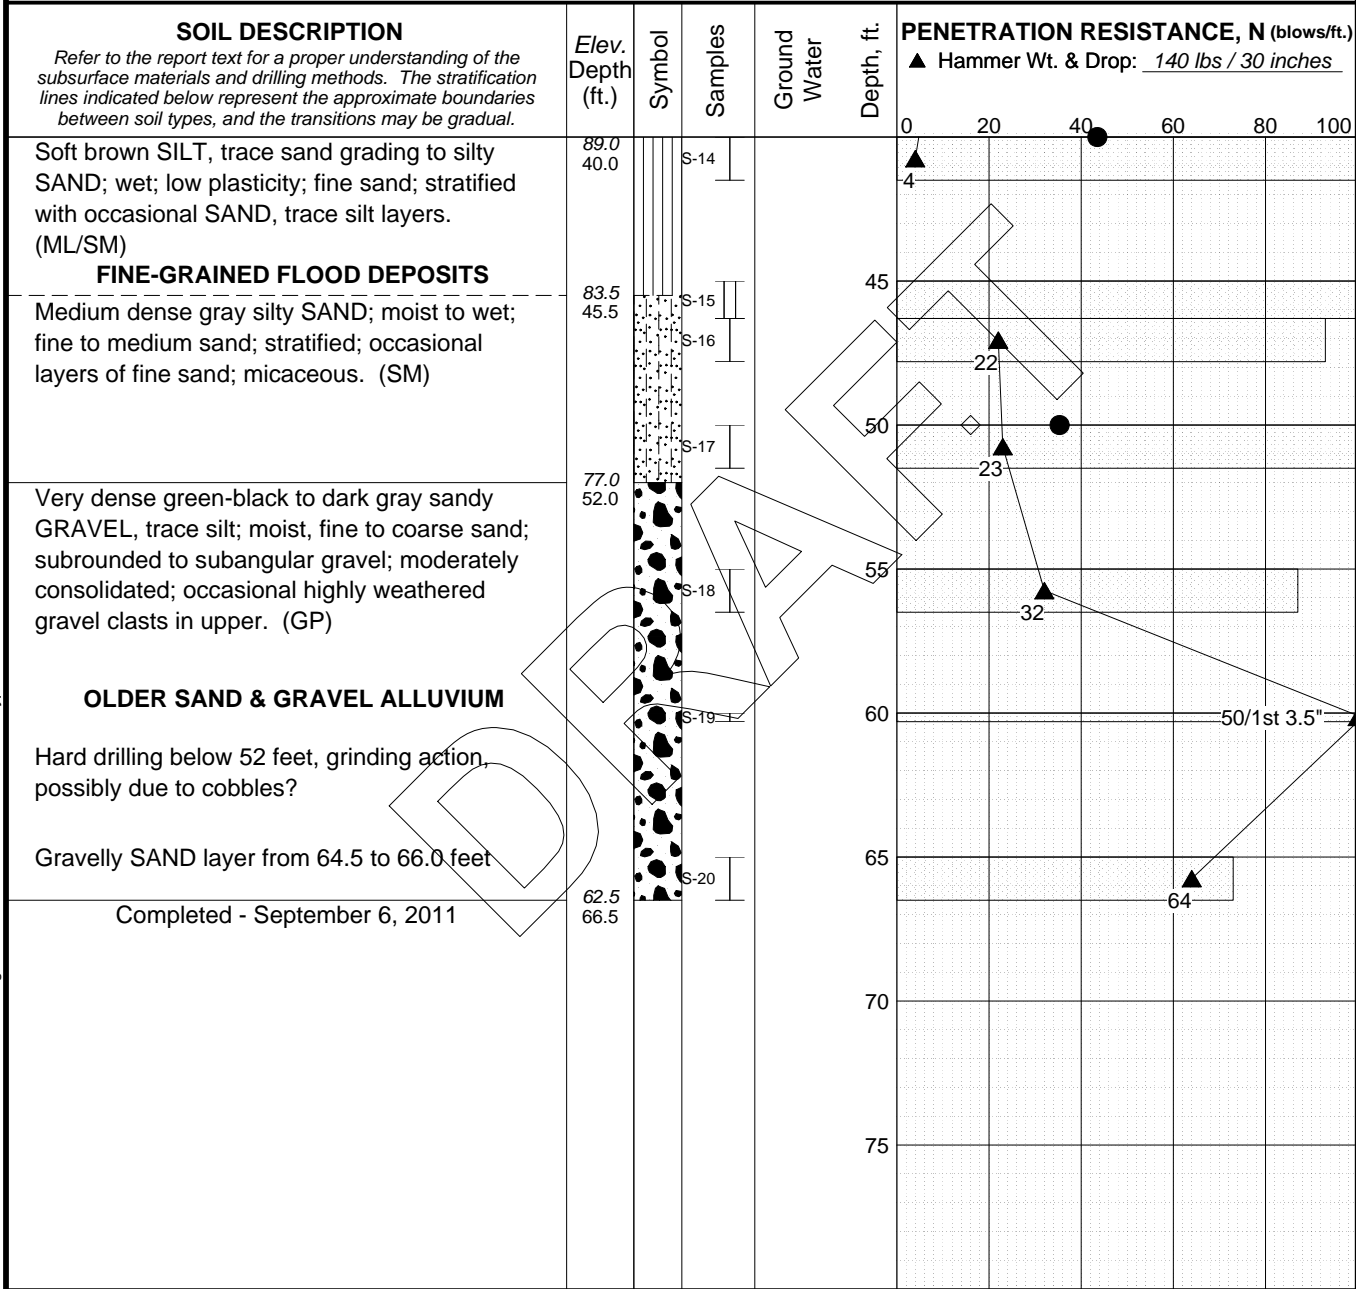 SOIL DESCRIPTION
Refer to the report text for a proper understanding of the
subsurface materials and drilling methods. The stratification
lines indicated below represent the approximate boundaries
between soil types, and the transitions may be gradual.
Elev.
Depth
(ft.)
Symbol
Samples
Ground
Water
Depth, ft.
PENETRATION RESISTANCE, N (blows/ft.)
▲ Hammer Wt. & Drop: 140 lbs / 30 inches
0 20 40 60 80 100
Soft brown SILT, trace sand grading to silty
SAND; wet; low plasticity; fine sand; stratified
with occasional SAND, trace silt layers.
(ML/SM)
FINE-GRAINED FLOOD DEPOSITS
89.0
40.0
S-14
4
45
Medium dense gray silty SAND; moist to wet;
fine to medium sand; stratified; occasional
layers of fine sand; micaceous. (SM)
83.5
45.5
S-15
S-16
22
50
S-17
23
Very dense green-black to dark gray sandy
GRAVEL, trace silt; moist, fine to coarse sand;
subrounded to subangular gravel; moderately
consolidated; occasional highly weathered
gravel clasts in upper. (GP)
77.0
52.0
55
S-18
32
OLDER SAND & GRAVEL ALLUVIUM
S-19
60
50/1st 3.5"
Hard drilling below 52 feet, grinding action,
possibly due to cobbles?
Gravelly SAND layer from 64.5 to 66.0 feet
65
S-20
64
62.5
66.5
Completed - September 6, 2011
70
75
DRAFT